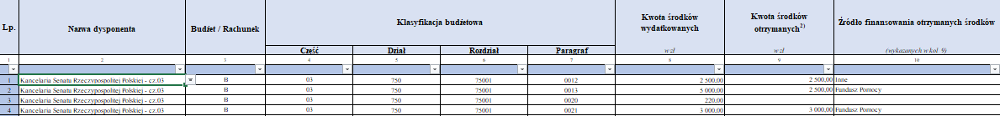 Lp. Nazwa dysponenta Budżet / Rachunek Klasyfikacja budżetowa Kwota środków wydatkowanych Kwota środków otrzymanych2) Źródło finansowania otrzymanych środków
Cześć Dział Rozdział Paragraf w zł w zł (wykazanych w kol. 9)
1 2 3 4 5 6 7 8 9 10
1 Kancelaria Senatu Rzeczypospolitej Polskiej - cz.03 B 03 750 75001 0012 2 500,00 2 500,00 Inne
2 Kancelaria Senatu Rzeczypospolitej Polskiej - cz.03 B 03 750 75001 0013 5 000,00 2 500,00 Fundusz Pomocy
3 Kancelaria Senatu Rzeczypospolitej Polskiej - cz.03 B 03 750 75001 0020 220,00
4 Kancelaria Senatu Rzeczypospolitej Polskiej - cz.03 B 03 750 75001 0021 3 000,00 3 000,00 Fundusz Pomocy